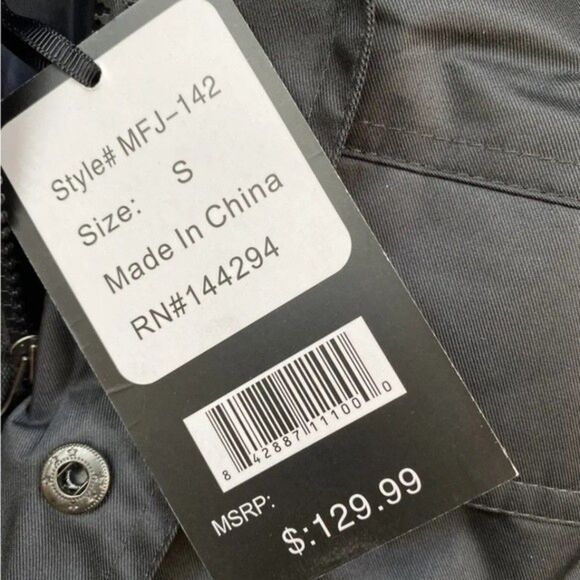 Style# MFJ-142
Size: S
Made In China
RN#144294
8 42887 11100 0
MSRP:
$:129.99